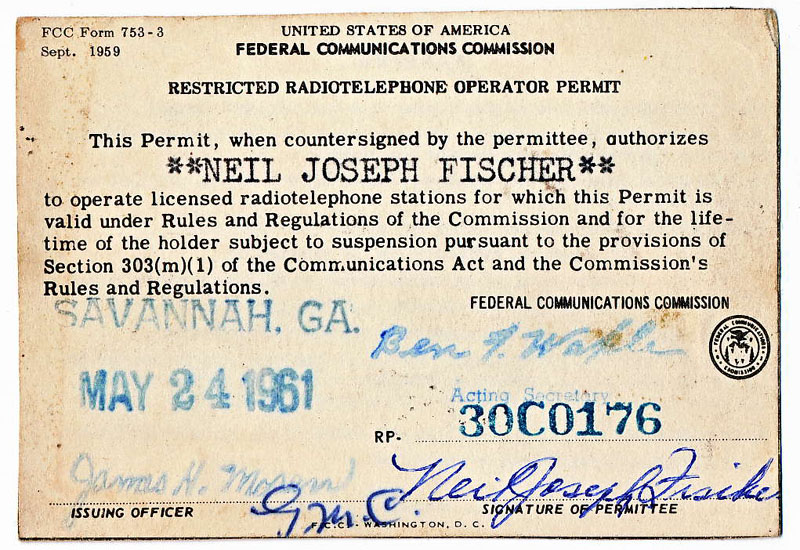 FCC Form 753-3
Sept. 1959
UNITED STATES OF AMERICA
FEDERAL COMMUNICATIONS COMMISSION
RESTRICTED RADIOTELEPHONE OPERATOR PERMIT
This Permit, when countersigned by the permittee, authorizes
**NEIL JOSEPH FISCHER**
to operate licensed radiotelephone stations for which this Permit is
valid under Rules and Regulations of the Commission and for the life-
time of the holder subject to suspension pursuant to the provisions of
Section 303(m)(1) of the Communications Act and the Commission's
Rules and Regulations.
FEDERAL COMMUNICATIONS COMMISSION
SAVANNAH, GA.
Ben F. Waple
MAY 24 1961
Acting Secretary
RP- 30C0176
James H.
G.M.C.
Neil Joseph Fischer
ISSUING OFFICER
SIGNATURE OF PERMITTEE
F.C.C. - WASHINGTON, D. C.